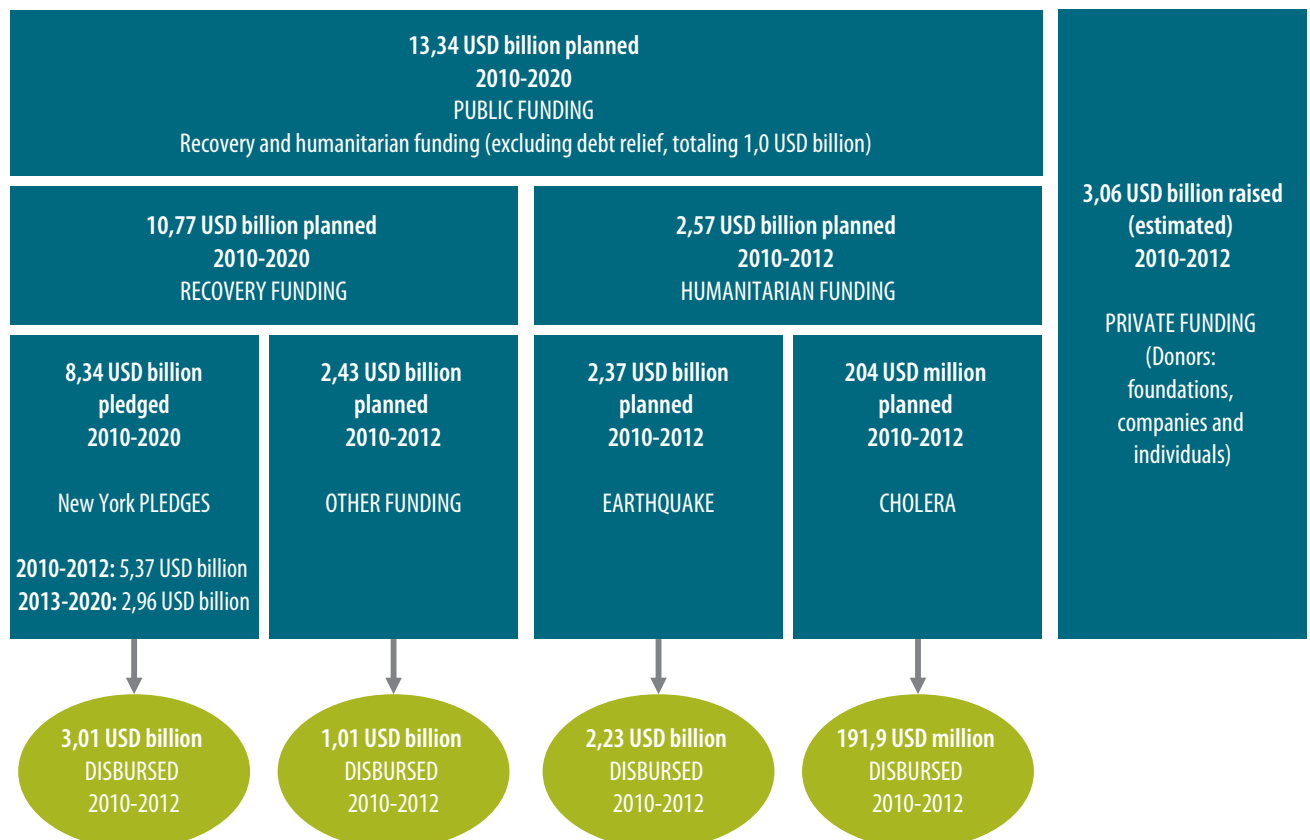 13,34 USD billion planned
2010-2020
PUBLIC FUNDING
Recovery and humanitarian funding (excluding debt relief, totaling 1,0 USD billion)
10,77 USD billion planned
2010-2020
RECOVERY FUNDING
2,57 USD billion planned
2010-2012
HUMANITARIAN FUNDING
3,06 USD billion raised
(estimated)
2010-2012
PRIVATE FUNDING
(Donors:
foundations,
companies and
individuals)
8,34 USD billion
pledged
2010-2020
New York PLEDGES
2010-2012: 5,37 USD billion
2013-2020: 2,96 USD billion
2,43 USD billion
planned
2010-2012
OTHER FUNDING
2,37 USD billion
planned
2010-2012
EARTHQUAKE
204 USD million
planned
2010-2012
CHOLERA
3,01 USD billion
DISBURSED
2010-2012
1,01 USD billion
DISBURSED
2010-2012
2,23 USD billion
DISBURSED
2010-2012
191,9 USD million
DISBURSED
2010-2012